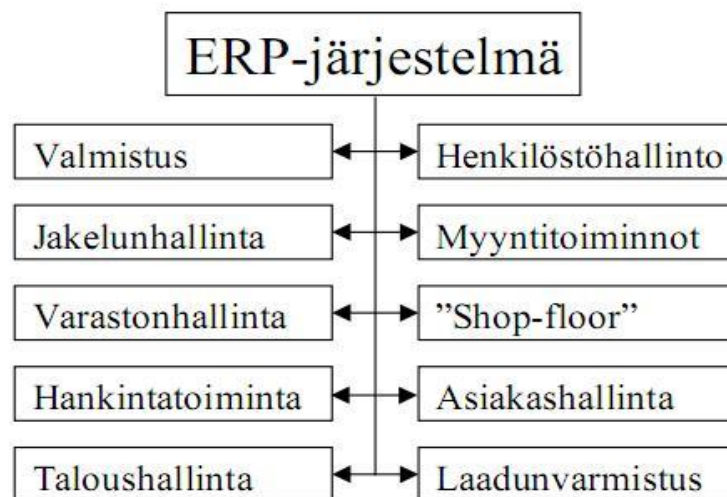 ERP-järjestelmä
Valmistus
Henkilöstöhallinto
Jakelunhallinta
Myyntitoiminnot
Varastonhallinta
”Shop-floor”
Hankintatoiminta
Asiakashallinta
Taloushallinta
Laadunvarmistus